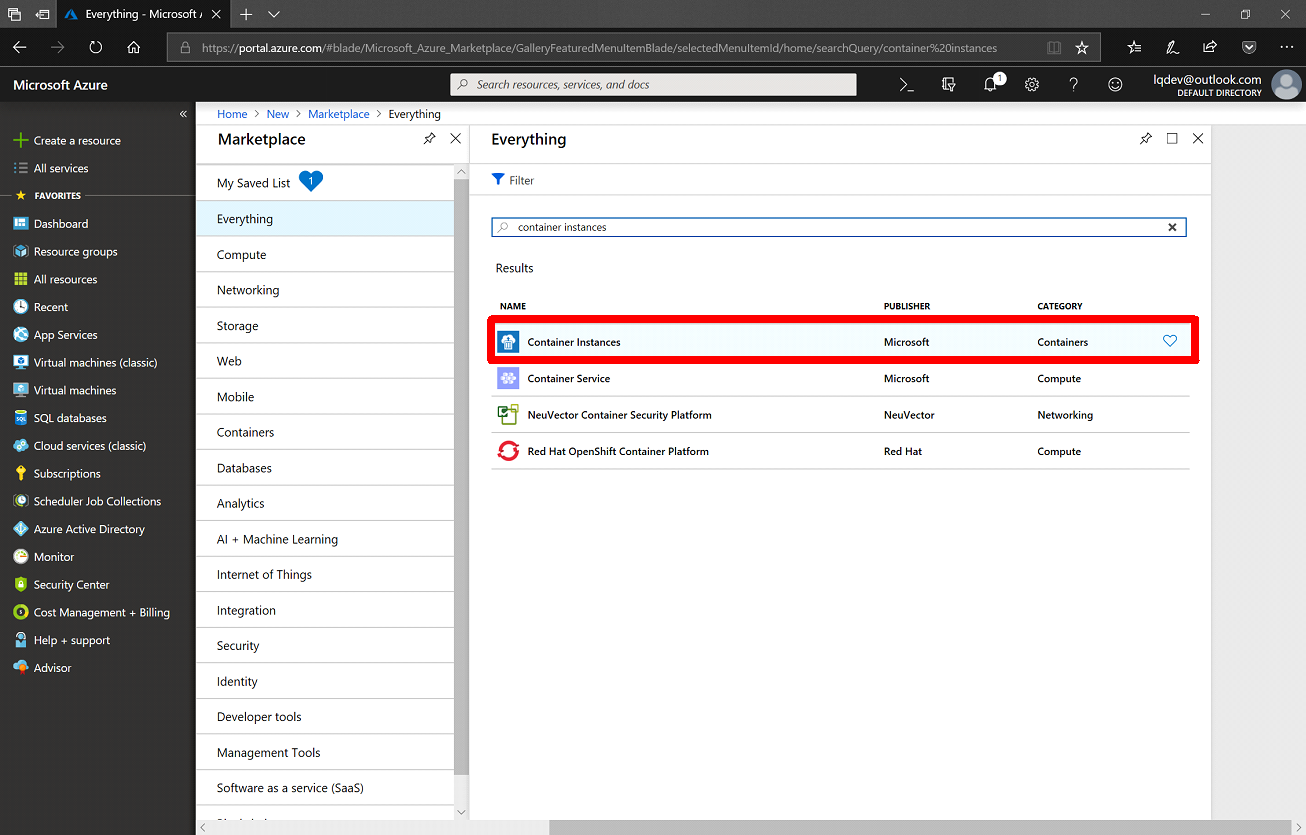 Everything - Microsoft A
https://portal.azure.com/#blade/Microsoft_Azure_Marketplace/GalleryFeaturedMenuItemBlade/selectedMenuItemId/home/searchQuery/container%20instances
Microsoft Azure
Search resources, services, and docs
1
lqdev@outlook.com
DEFAULT DIRECTORY
Create a resource
All services
FAVORITES
Dashboard
Resource groups
All resources
Recent
App Services
Virtual machines (classic)
Virtual machines
SQL databases
Cloud services (classic)
Subscriptions
Scheduler Job Collections
Azure Active Directory
Monitor
Security Center
Cost Management + Billing
Help + support
Advisor
Home > New > Marketplace > Everything
Marketplace
My Saved List 1
Everything
Compute
Networking
Storage
Web
Mobile
Containers
Databases
Analytics
AI + Machine Learning
Internet of Things
Integration
Security
Identity
Developer tools
Management Tools
Software as a service (SaaS)
Everything
Filter
container instances
Results
NAME PUBLISHER CATEGORY
Container Instances Microsoft Containers
Container Service Microsoft Compute
NeuVector Container Security Platform NeuVector Networking
Red Hat OpenShift Container Platform Red Hat Compute